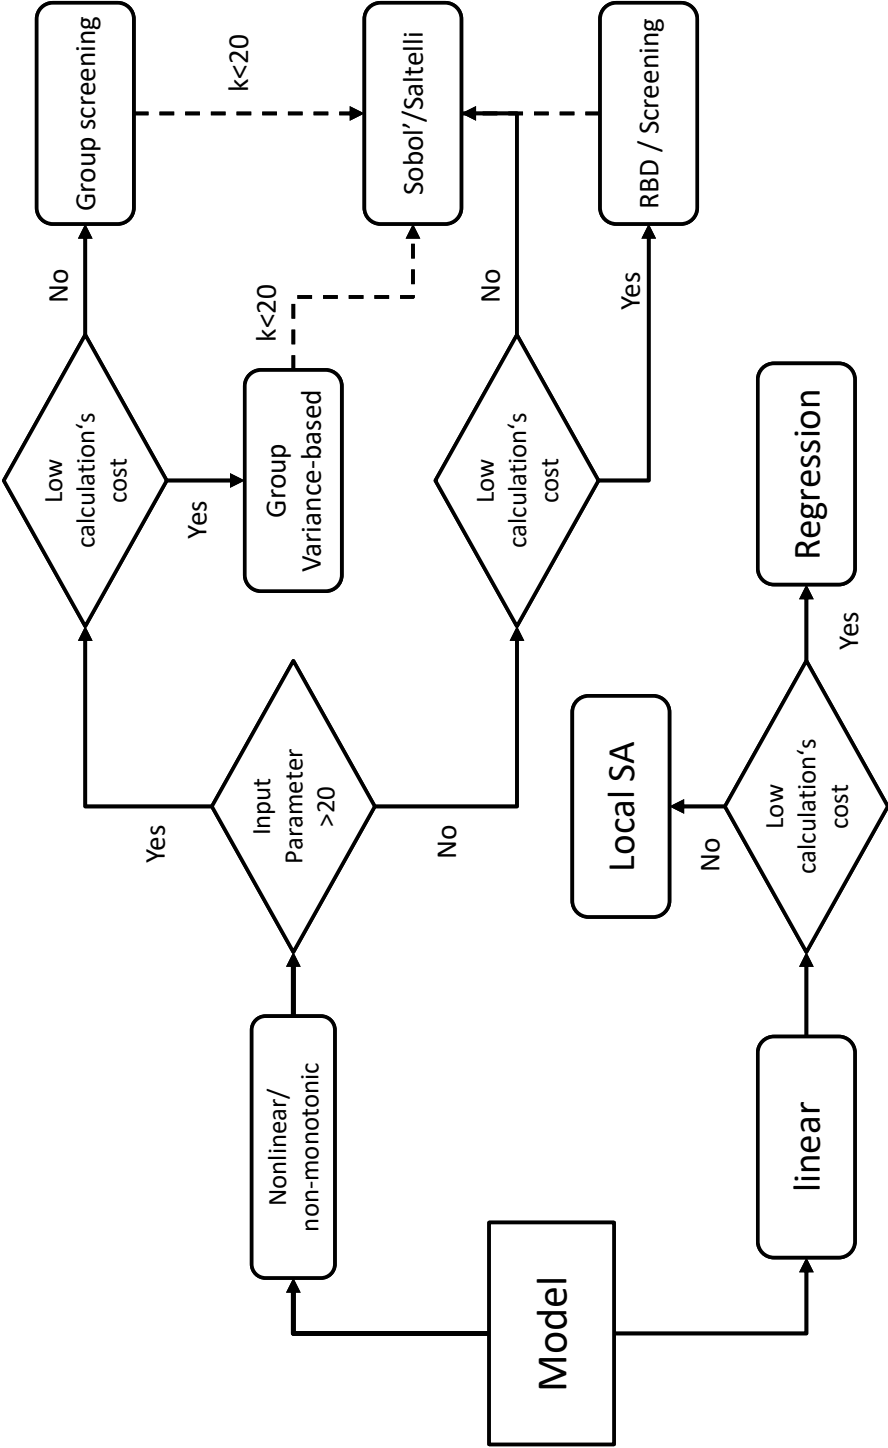 Model
Nonlinear/
non-monotonic
linear
Input
Parameter
>20
Yes
No
Low
calculation‘s
cost
No
Yes
Group screening
Group
Variance-based
k<20
k<20
Sobol’/Saltelli
Low
calculation‘s
cost
No
Yes
RBD / Screening
Low
calculation‘s
cost
No
Yes
Local SA
Regression